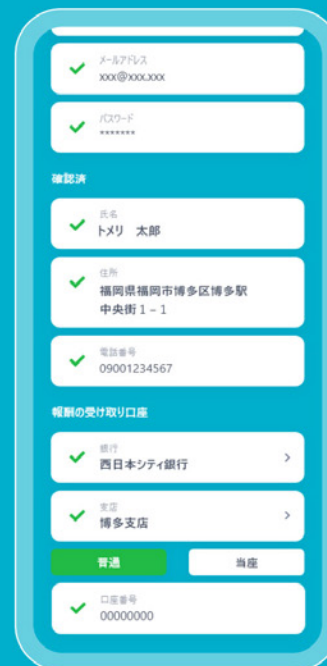 メールアドレス
xxx@xxx.xxx
パスワード
*******
確認済
氏名
トメリ　太郎
住所
福岡県福岡市博多区博多駅
中央街１－１
電話番号
09001234567
報酬の受け取り口座
銀行
西日本シティ銀行
支店
博多支店
普通
当座
口座番号
00000000